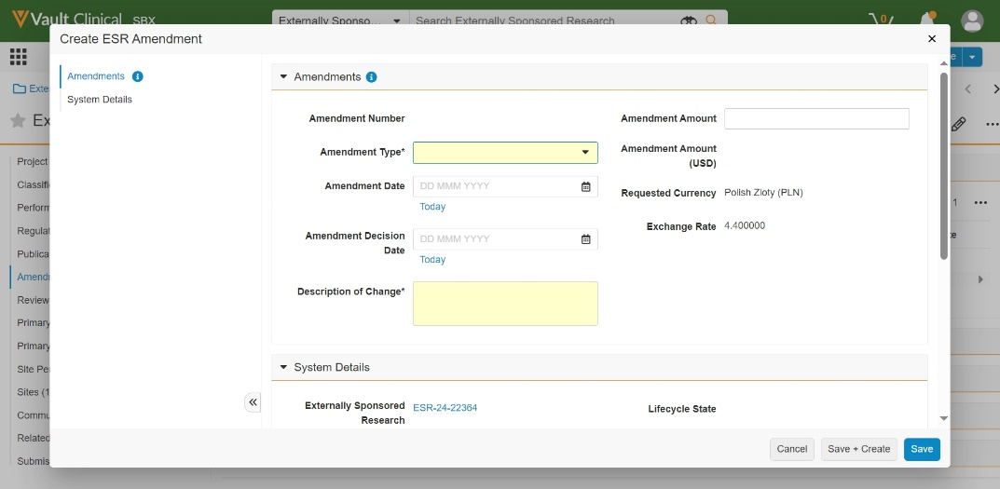 Vault Clinical SBX
Externally Sponso...
Search Externally Sponsored Research
0
Create ESR Amendment
Amendments
System Details
Exte
Ex
Project
Classifi
Perform
Regulat
Publica
Amend
Review
Primary
Primary
Site Pe
Sites (1
Commu
Related
Submis
Amendments
Amendment Number
Amendment Type*
Amendment Date
DD MMM YYYY
Today
Amendment Decision
Date
DD MMM YYYY
Today
Description of Change*
Amendment Amount
Amendment Amount
(USD)
Requested Currency Polish Zloty (PLN)
Exchange Rate 4.400000
System Details
Externally Sponsored
Research
ESR-24-22364
Lifecycle State
Cancel
Save + Create
Save
e
1
te